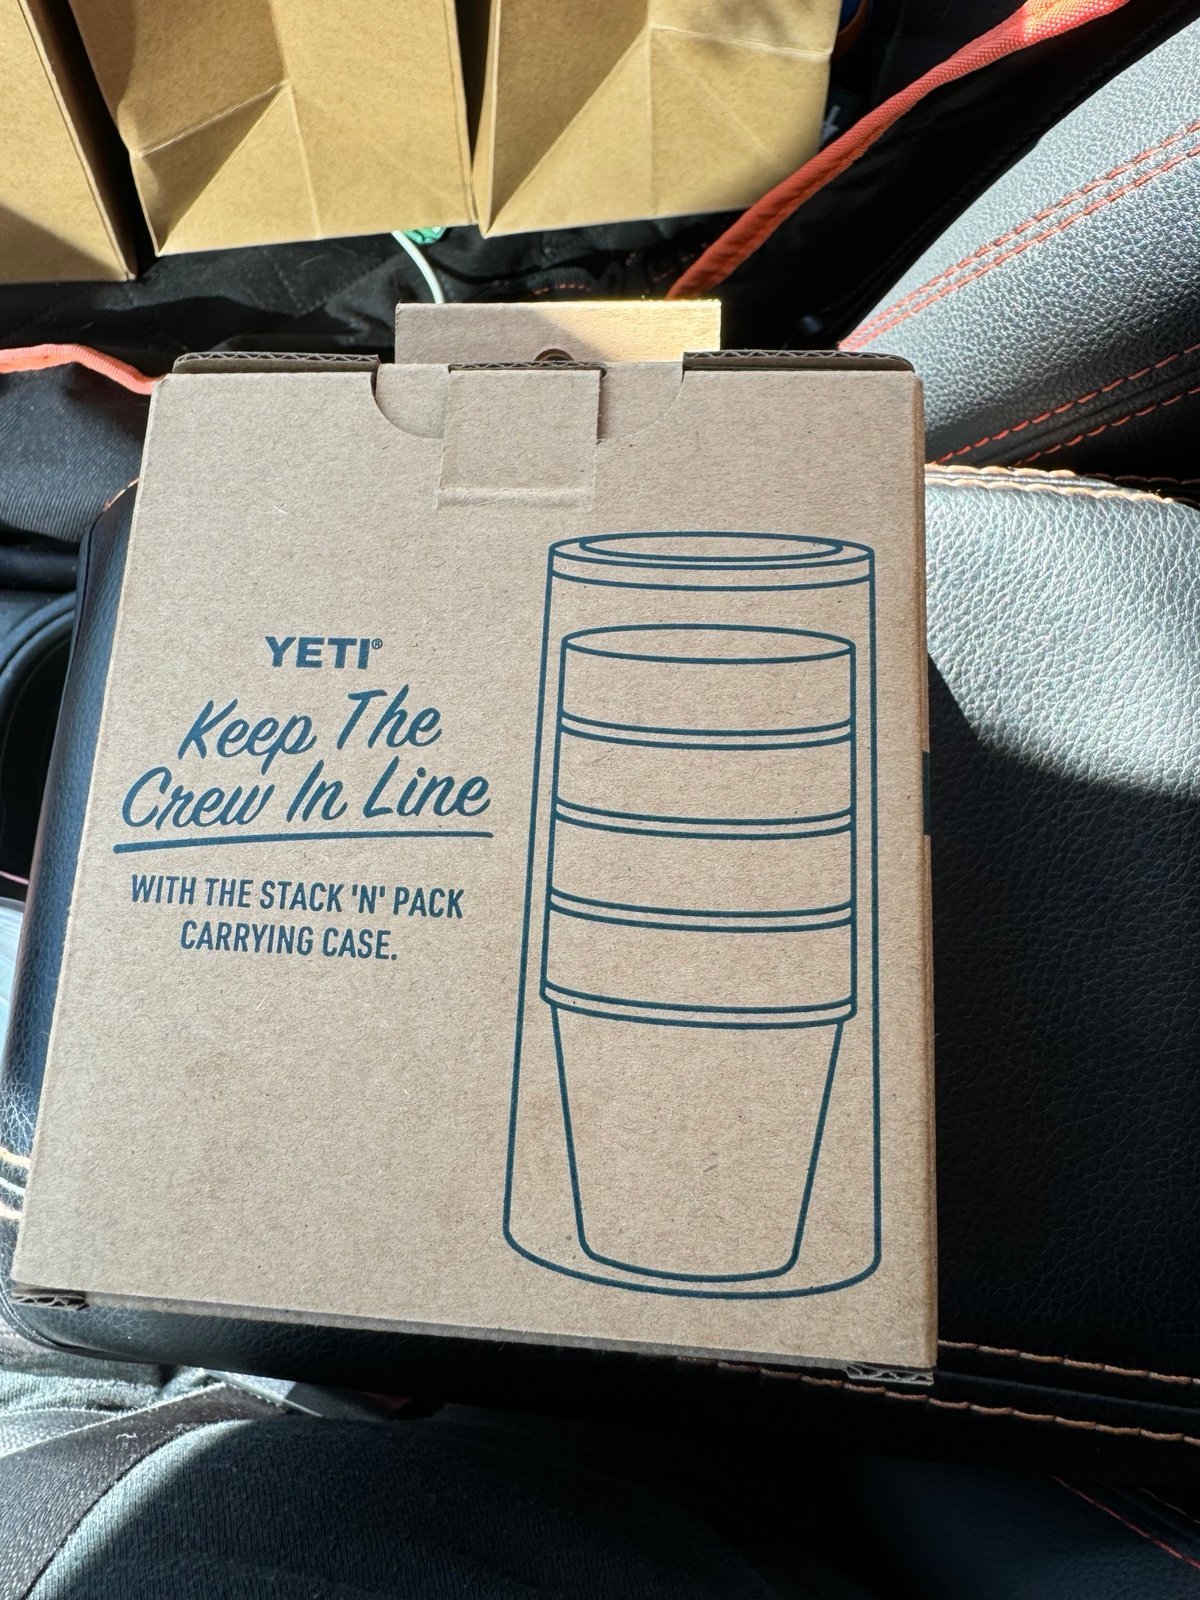 YETI®
Keep The
Crew In Line
WITH THE STACK 'N' PACK
CARRYING CASE.